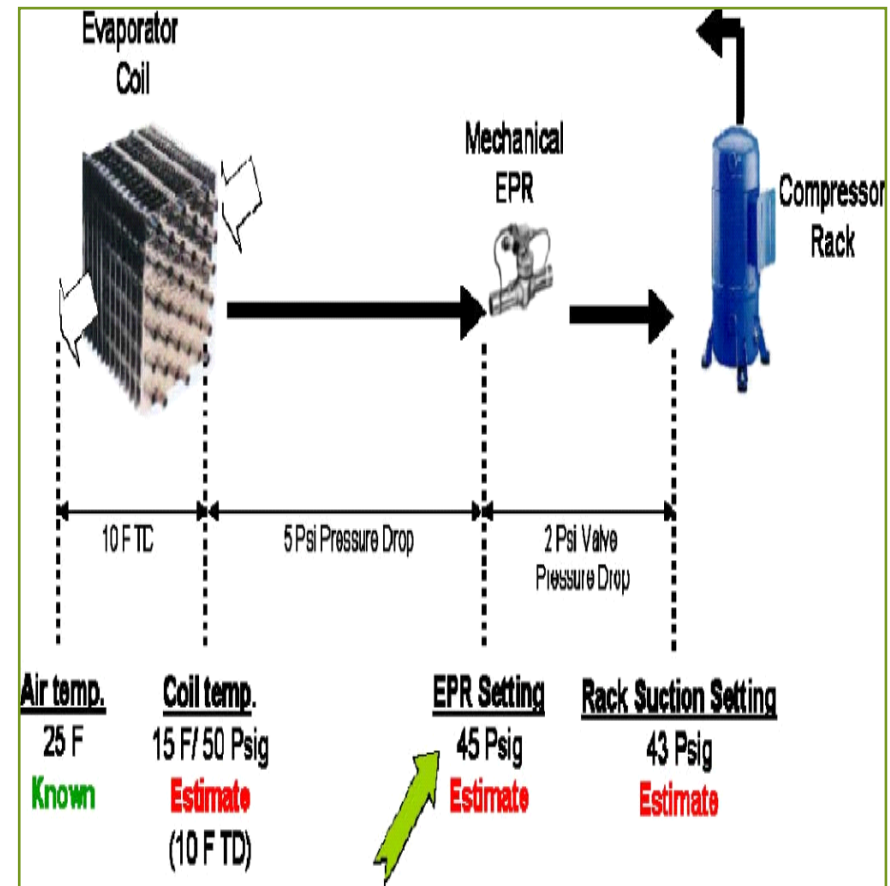 Evaporator
Coil
Mechanical
EPR
Compressor
Rack
10 F TD
5 Psi Pressure Drop
2 Psi Valve
Pressure Drop
Air temp.
25 F
Known
Coil temp.
15 F/ 50 Psig
Estimate
(10 F TD)
EPR Setting
45 Psig
Estimate
Rack Suction Setting
43 Psig
Estimate